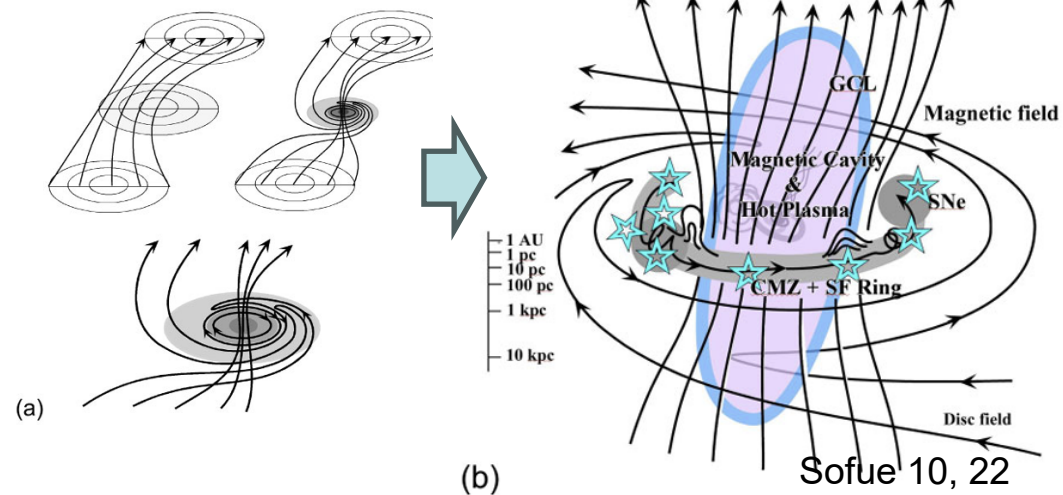 (a)
1 AU
1 pc
10 pc
100 pc
1 kpc
10 kpc
GCL
Magnetic field
Magnetic Cavity
&
Hot Plasma
SNe
CMZ + SF Ring
Disc field
(b)
Sofue 10, 22